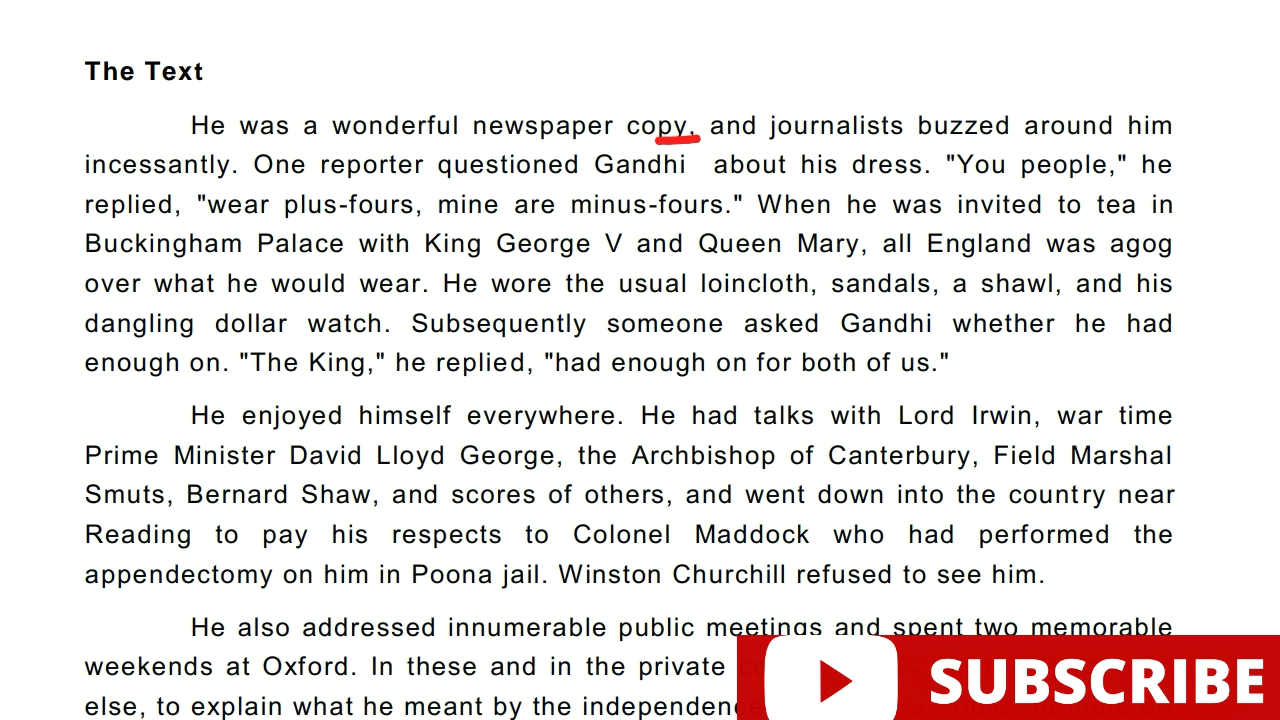 The Text
He was a wonderful newspaper copy, and journalists buzzed around him
incessantly. One reporter questioned Gandhi about his dress. "You people," he
replied, "wear plus-fours, mine are minus-fours." When he was invited to tea in
Buckingham Palace with King George V and Queen Mary, all England was agog
over what he would wear. He wore the usual loincloth, sandals, a shawl, and his
dangling dollar watch. Subsequently someone asked Gandhi whether he had
enough on. "The King," he replied, "had enough on for both of us."
He enjoyed himself everywhere. He had talks with Lord Irwin, war time
Prime Minister David Lloyd George, the Archbishop of Canterbury, Field Marshal
Smuts, Bernard Shaw, and scores of others, and went down into the country near
Reading to pay his respects to Colonel Maddock who had performed the
appendectomy on him in Poona jail. Winston Churchill refused to see him.
He also addressed innumerable public meetings and spent two memorable
weekends at Oxford. In these and in the private
else, to explain what he meant by the
SUBSCRIBE